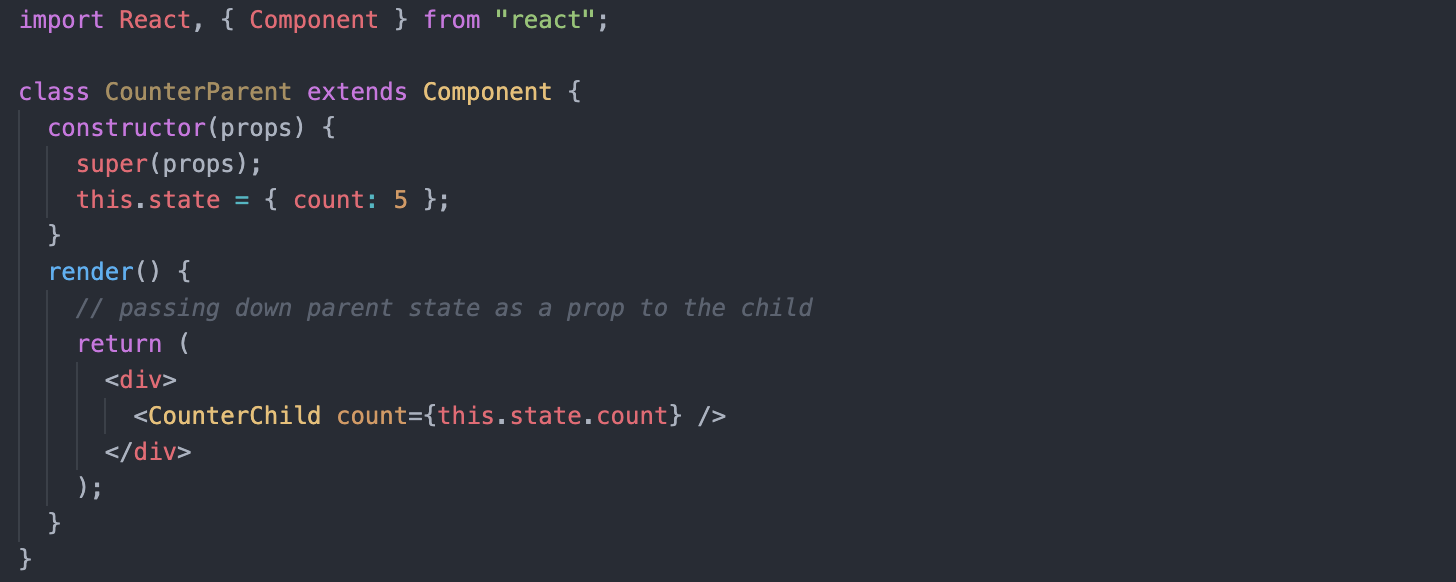 import React, { Component } from "react";
class CounterParent extends Component {
constructor(props) {
super(props);
this.state = { count: 5 };
}
render() {
// passing down parent state as a prop to the child
return (
<div>
<CounterChild count={this.state.count} />
</div>
);
}
}